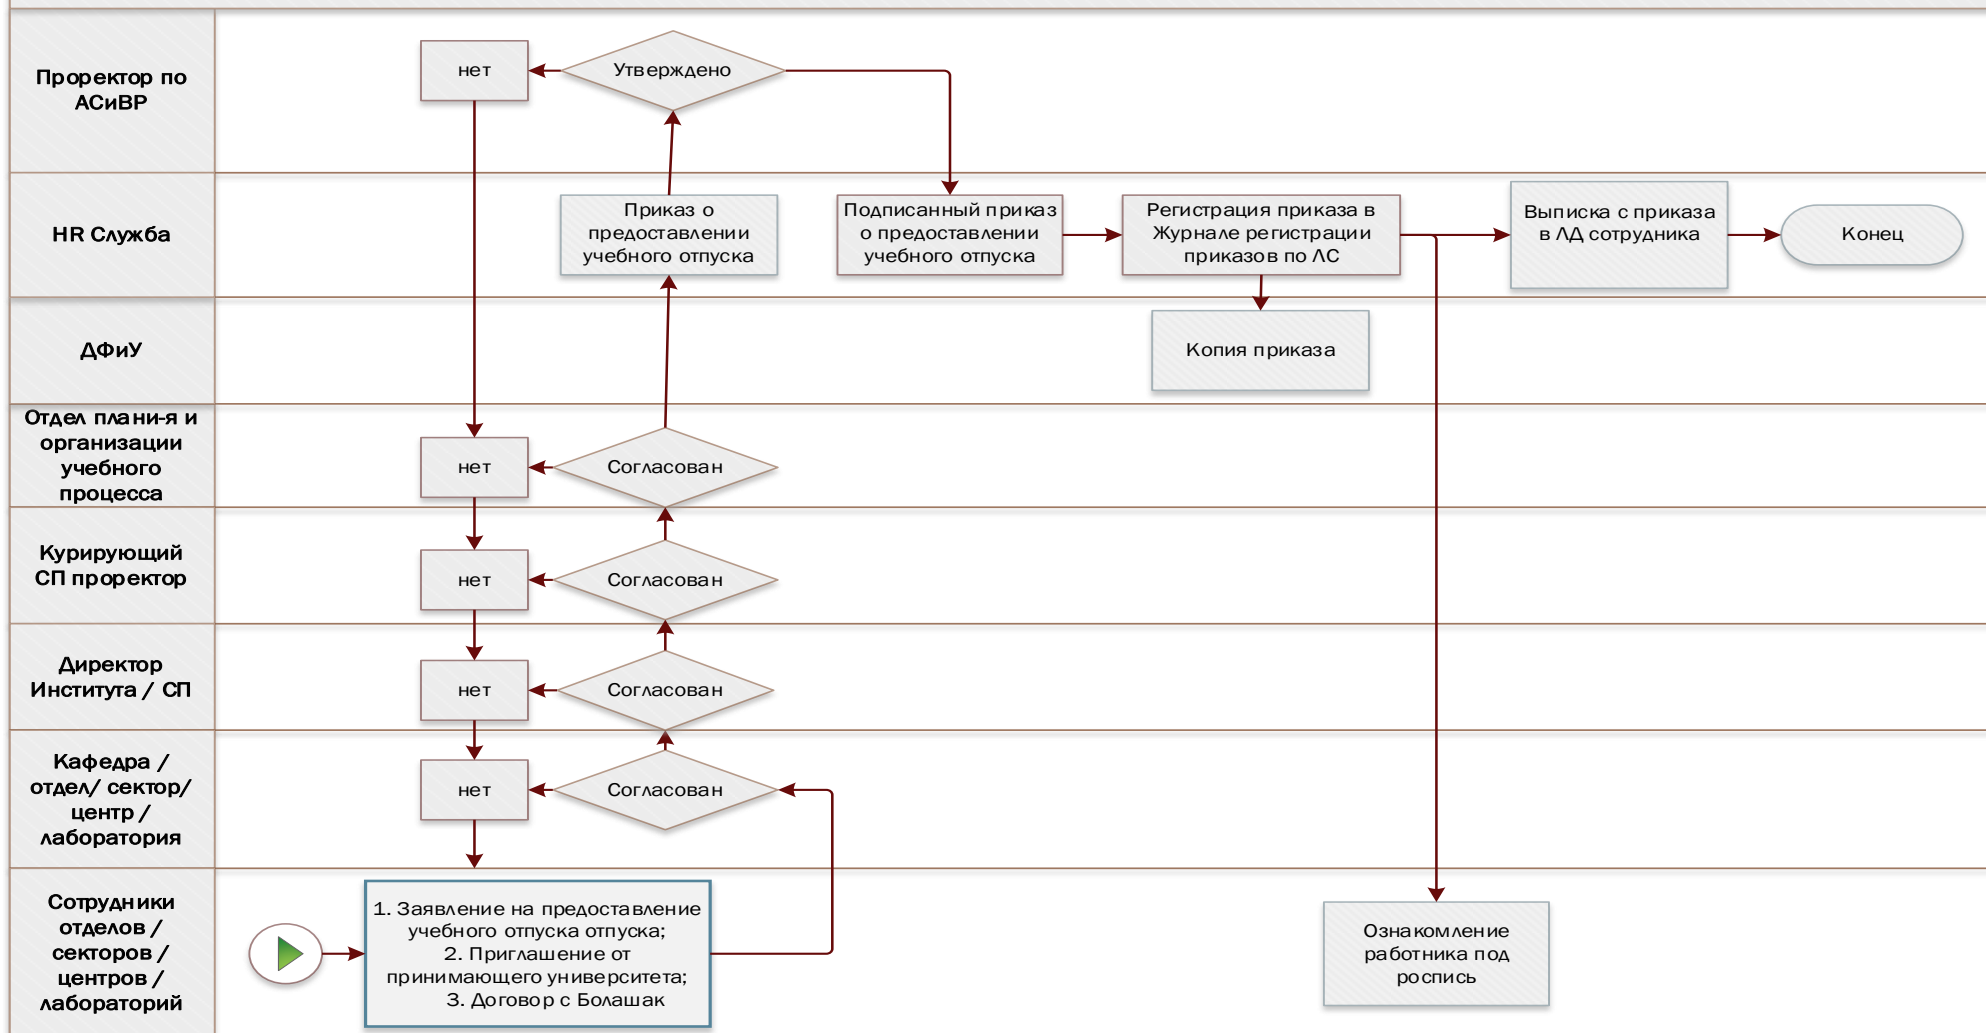 Проректор по
АСиВР
нет
Утверждено
HR Служба
Приказ о
предоставлении
учебного отпуска
Подписанный приказ
о предоставлении
учебного отпуска
Регистрация приказа в
Журнале регистрации
приказов по ЛС
Выписка с приказа
в ЛД сотрудника
Конец
ДФиУ
Копия приказа
Отдел плани-я и
организации
учебного
процесса
нет
Согласован
Курирующий
СП проректор
нет
Согласован
Директор
Института / СП
нет
Согласован
Кафедра /
отдел/ сектор/
центр /
лаборатория
нет
Согласован
Сотрудники
отделов /
секторов /
центров /
лабораторий
1. Заявление на предоставление
учебного отпуска отпуска;
2. Приглашение от
принимающего университета;
3. Договор с Болашак
Ознакомление
работника под
роспись